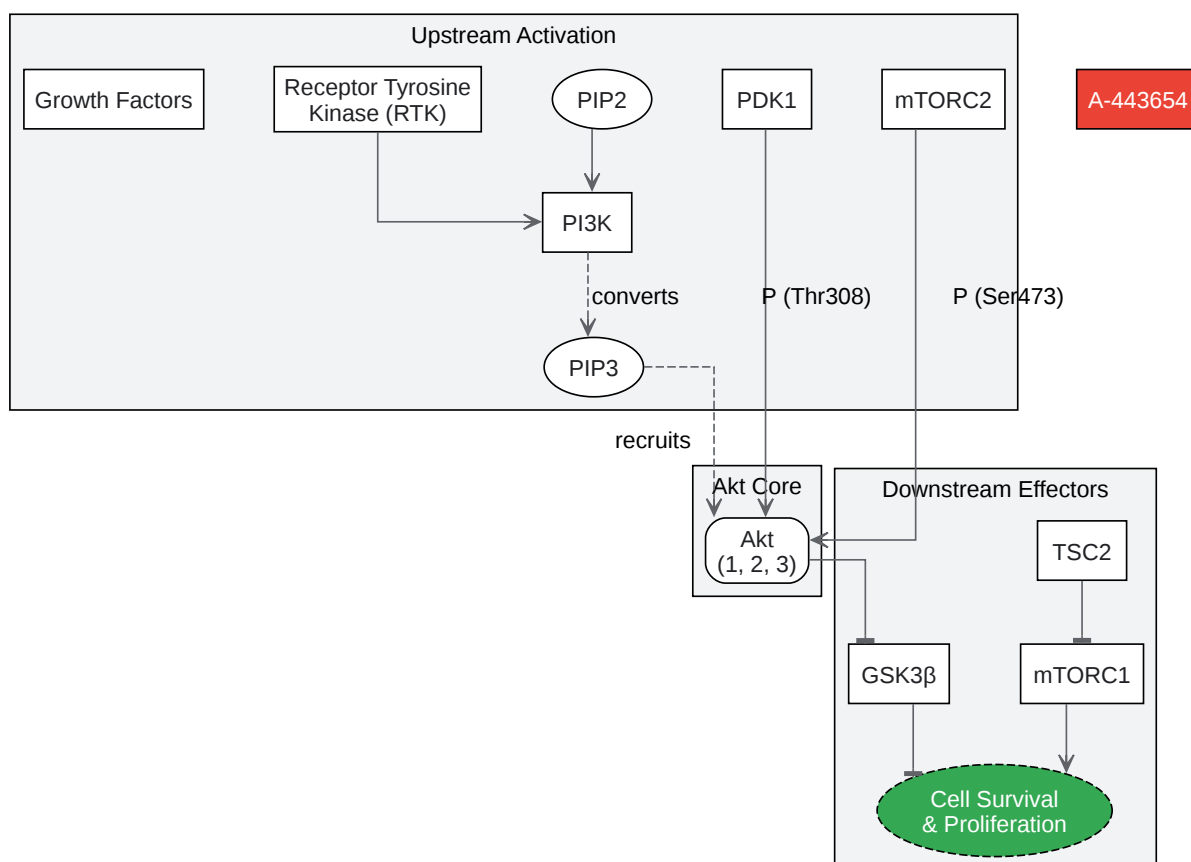 Upstream Activation
Growth Factors
Receptor Tyrosine
Kinase (RTK)
PIP2
PDK1
mTORC2
A-443654
PI3K
converts
P (Thr308)
P (Ser473)
PIP3
recruits
Akt Core
Downstream Effectors
Akt
(1, 2, 3)
TSC2
GSK3β
mTORC1
Cell Survival
& Proliferation